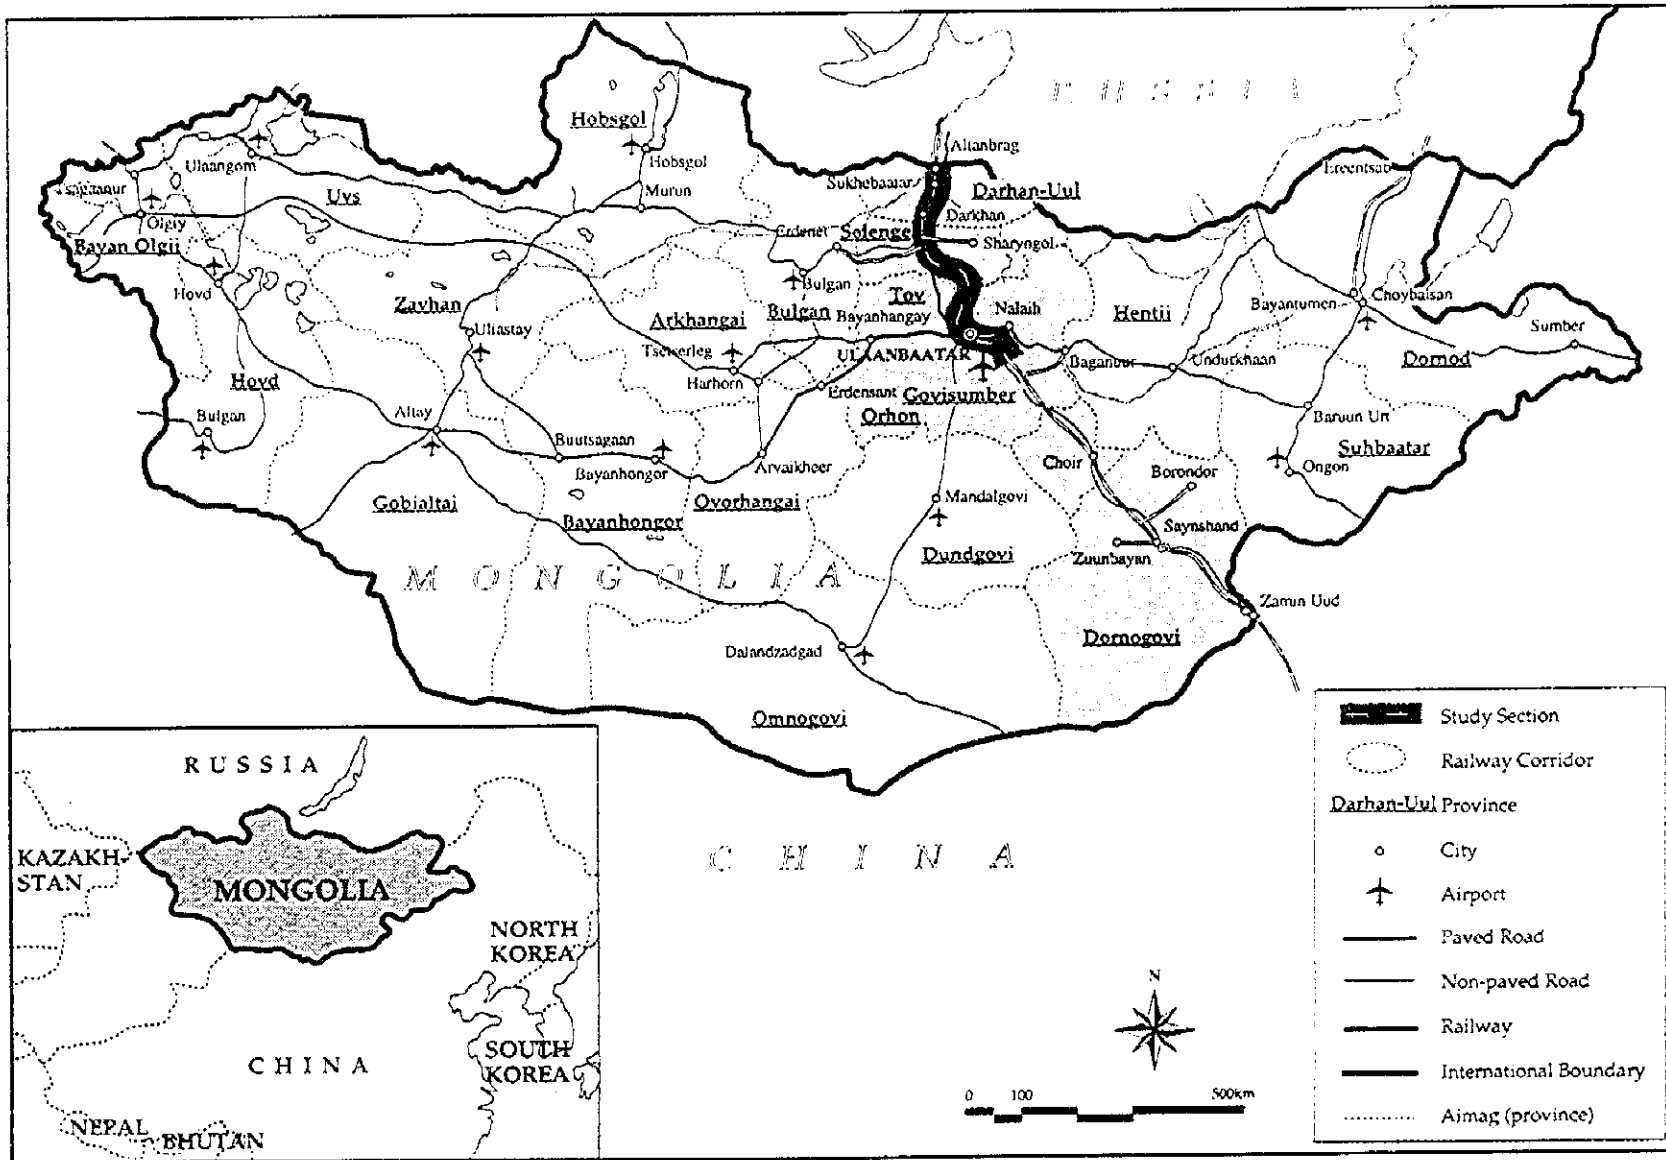 RUSSIA
Altanbrag
Hobsgol
Hobsgol
Ulaangom
Ereentsab
Sukhebaatar
Darhan-Uul
Tsagaanur
Uvs
Murun
Darkhan
Olgiy
Erdenet
Solenge
Sharyngol
Bayan Olgii
Hovd
Bulgan
Tov
Bayantumen
Choybalsan
Zavhan
Arkhangai
Bulgan
Bayanhangay
Nalaih
Hentii
Sumber
Uliastay
Tsetserleg
ULAANBAATAR
Baganuur
Undurkhaan
Dornod
Hovd
Harhorn
Erdensant
Govisumber
Orhon
Bulgan
Altay
Baruun Urt
Buutsagaan
Suhbaatar
Bayanhongor
Arvaikheer
Choir
Borondor
Ongon
Gobialtai
Bayanhongor
Ovorhangai
Mandalgovi
Saynshand
Dundgovi
Zuunbayan
MONGOLIA
Zamin Uud
Dornogovi
Dalandzadgad
Omnogovi
CHINA
RUSSIA
KAZAKH-
STAN
MONGOLIA
NORTH
KOREA
SOUTH
KOREA
CHINA
NEPAL
BHUTAN
N
0 100 500km
Study Section
Railway Corridor
Darhan-Uul Province
City
Airport
Paved Road
Non-paved Road
Railway
International Boundary
Aimag (province)